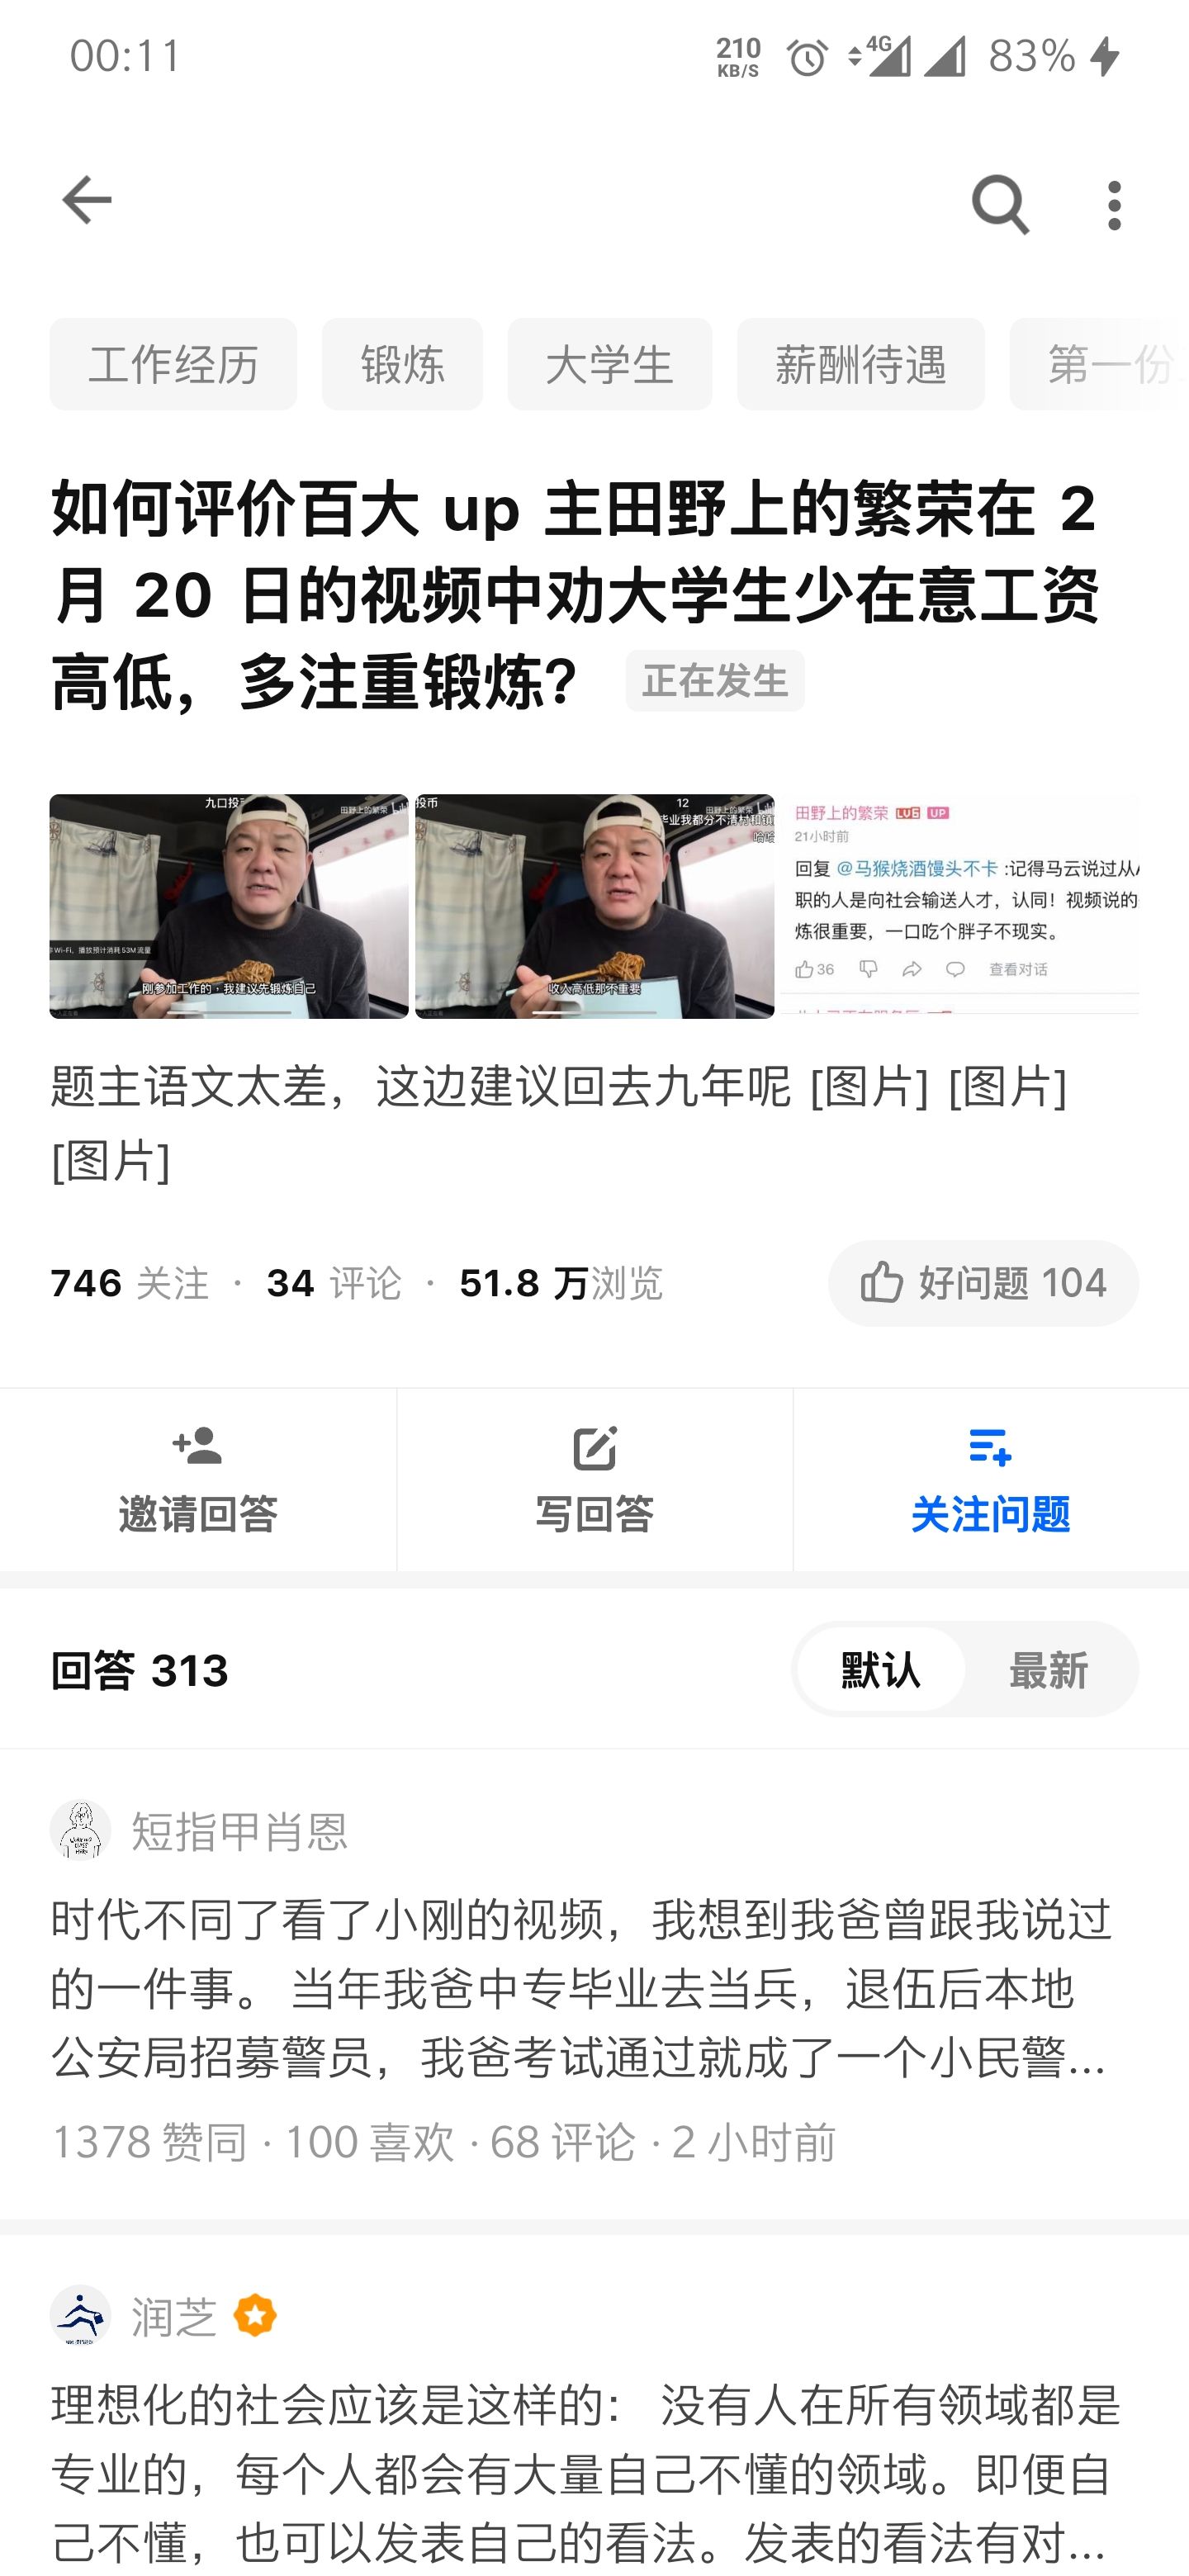 00:11
210
KB/S
4G
83%
工作经历
锻炼
大学生
薪酬待遇
第一份
如何评价百大 up 主田野上的繁荣在 2
月 20 日的视频中劝大学生少在意工资
高低，多注重锻炼？
正在发生
九口投
田野上的繁荣
Wi-Fi，播放预计消耗53M流量
刚参加工作的，我建议先锻炼自己
投币
12
田野上的繁荣
毕业我都分不清村和镇
哈哈
收入高低那不重要
田野上的繁荣 LV6 UP
21小时前
回复 @马猴烧酒馒头不卡 :记得马云说过从
职的人是向社会输送人才，认同！视频说的
炼很重要，一口吃个胖子不现实。
36
查看对话
题主语文太差，这边建议回去九年呢 [图片] [图片]
[图片]
746 关注 · 34 评论 · 51.8 万浏览
好问题 104
邀请回答
写回答
关注问题
回答 313
默认
最新
短指甲肖恩
时代不同了看了小刚的视频，我想到我爸曾跟我说过
的一件事。 当年我爸中专毕业去当兵，退伍后本地
公安局招募警员，我爸考试通过就成了一个小民警...
1378 赞同 · 100 喜欢 · 68 评论 · 2 小时前
润芝
理想化的社会应该是这样的： 没有人在所有领域都是
专业的，每个人都会有大量自己不懂的领域。即便自
己不懂，也可以发表自己的看法。发表的看法有对...